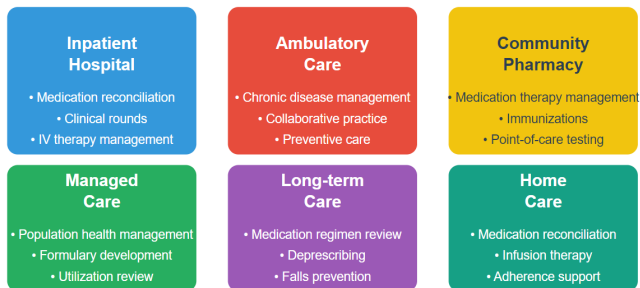 Inpatient
Hospital
• Medication reconciliation
• Clinical rounds
• IV therapy management
Ambulatory
Care
• Chronic disease management
• Collaborative practice
• Preventive care
Community
Pharmacy
• Medication therapy management
• Immunizations
• Point-of-care testing
Managed
Care
• Population health management
• Formulary development
• Utilization review
Long-term
Care
• Medication regimen review
• Deprescribing
• Falls prevention
Home
Care
• Medication reconciliation
• Infusion therapy
• Adherence support